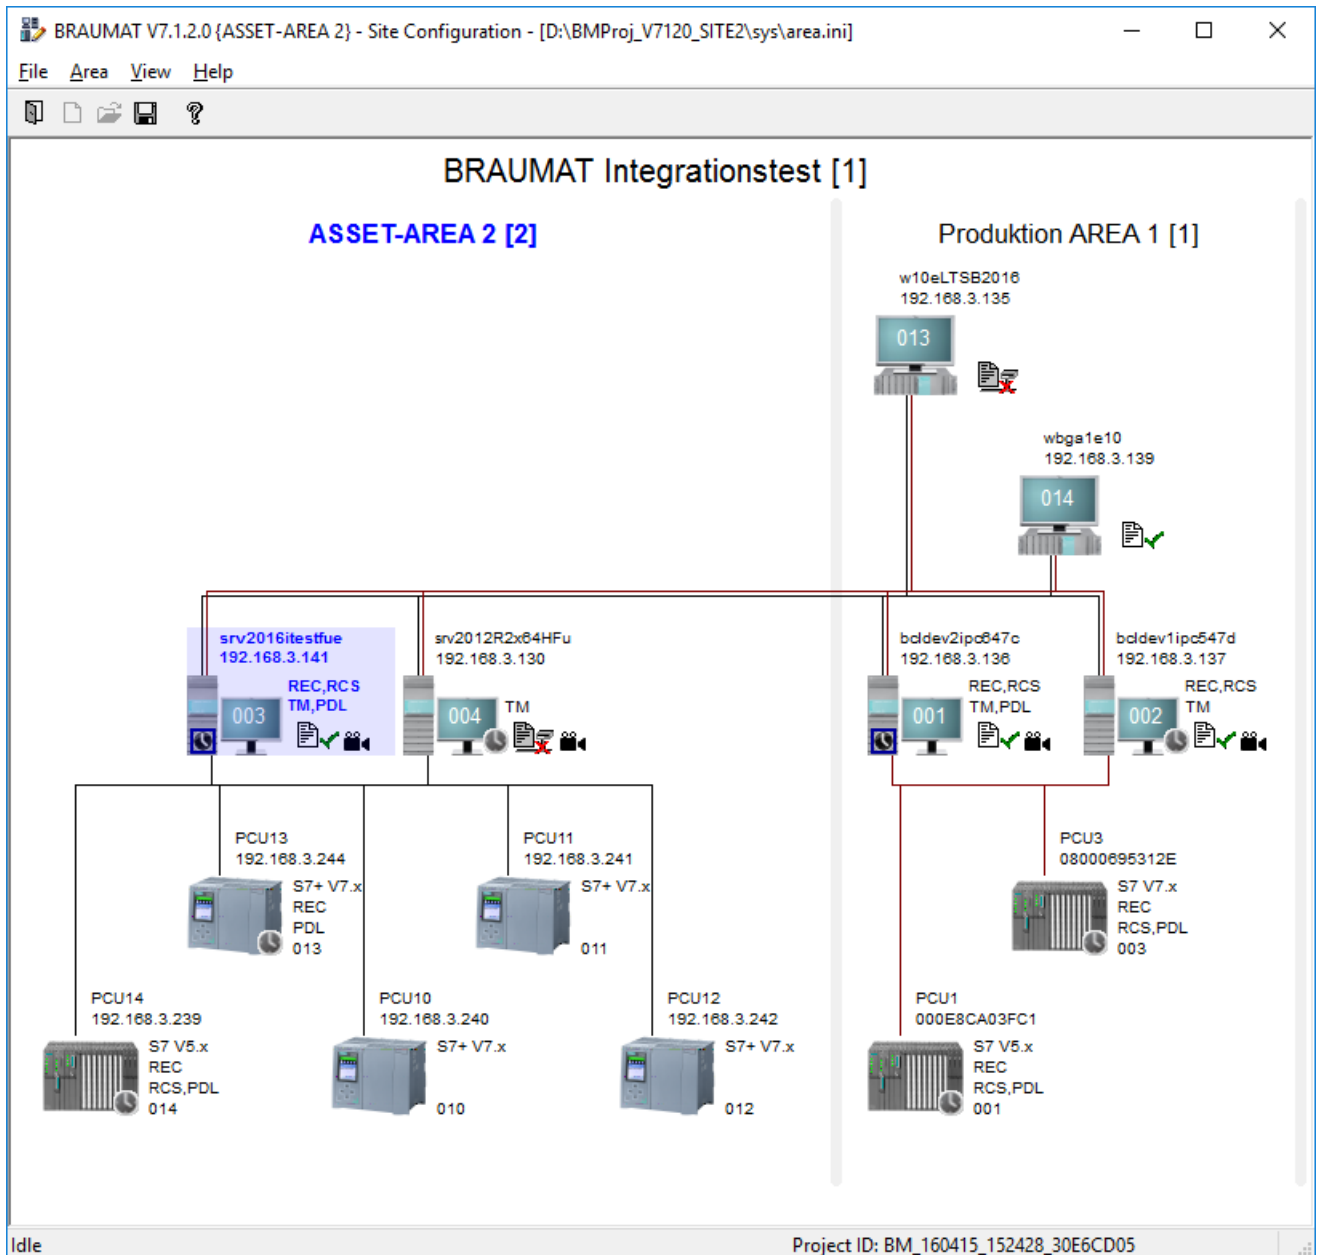 BRAUMAT V7.1.2.0 {ASSET-AREA 2} - Site Configuration - [D:\BMProj_V7120_SITE2\sys\area.ini]
File Area View Help
BRAUMAT Integrationstest [1]
ASSET-AREA 2 [2]
Produktion AREA 1 [1]
w10eLTSB2016
192.168.3.135
013
wbga1e10
192.168.3.139
014
srv2016itestfue
192.168.3.141
REC,RCS
TM,PDL
003
srv2012R2x64HFu
192.168.3.130
TM
004
bcldev2ipc647c
192.168.3.136
REC,RCS
TM,PDL
001
bcldev1ipc547d
192.168.3.137
REC,RCS
TM
002
PCU13
192.168.3.244
S7+ V7.x
REC
PDL
013
PCU11
192.168.3.241
S7+ V7.x
011
PCU3
08000695312E
S7 V7.x
REC
RCS,PDL
003
PCU14
192.168.3.239
S7 V5.x
REC
RCS,PDL
014
PCU10
192.168.3.240
S7+ V7.x
010
PCU12
192.168.3.242
S7+ V7.x
012
PCU1
000E8CA03FC1
S7 V5.x
REC
RCS,PDL
001
Idle
Project ID: BM_160415_152428_30E6CD05